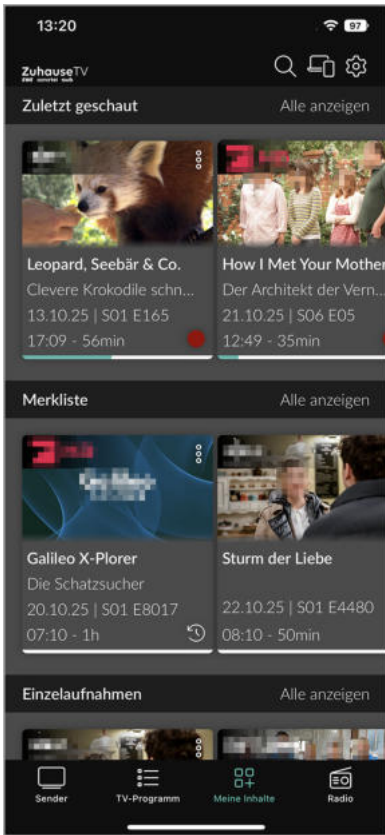 13:20
97
ZuhauseTV
Zuletzt geschaut Alle anzeigen
Leopard, Seebär & Co.
Clevere Krokodile schn...
13.10.25 | S01 E165
17:09 - 56min
How I Met Your Mother
Der Architekt der Vern...
21.10.25 | S06 E05
12:49 - 35min
Merkliste Alle anzeigen
Galileo X-Plorer
Die Schatzsucher
20.10.25 | S01 E8017
07:10 - 1h
Sturm der Liebe
22.10.25 | S01 E4480
08:10 - 50min
Einzelaufnahmen Alle anzeigen
Sender TV-Programm Meine Inhalte Radio